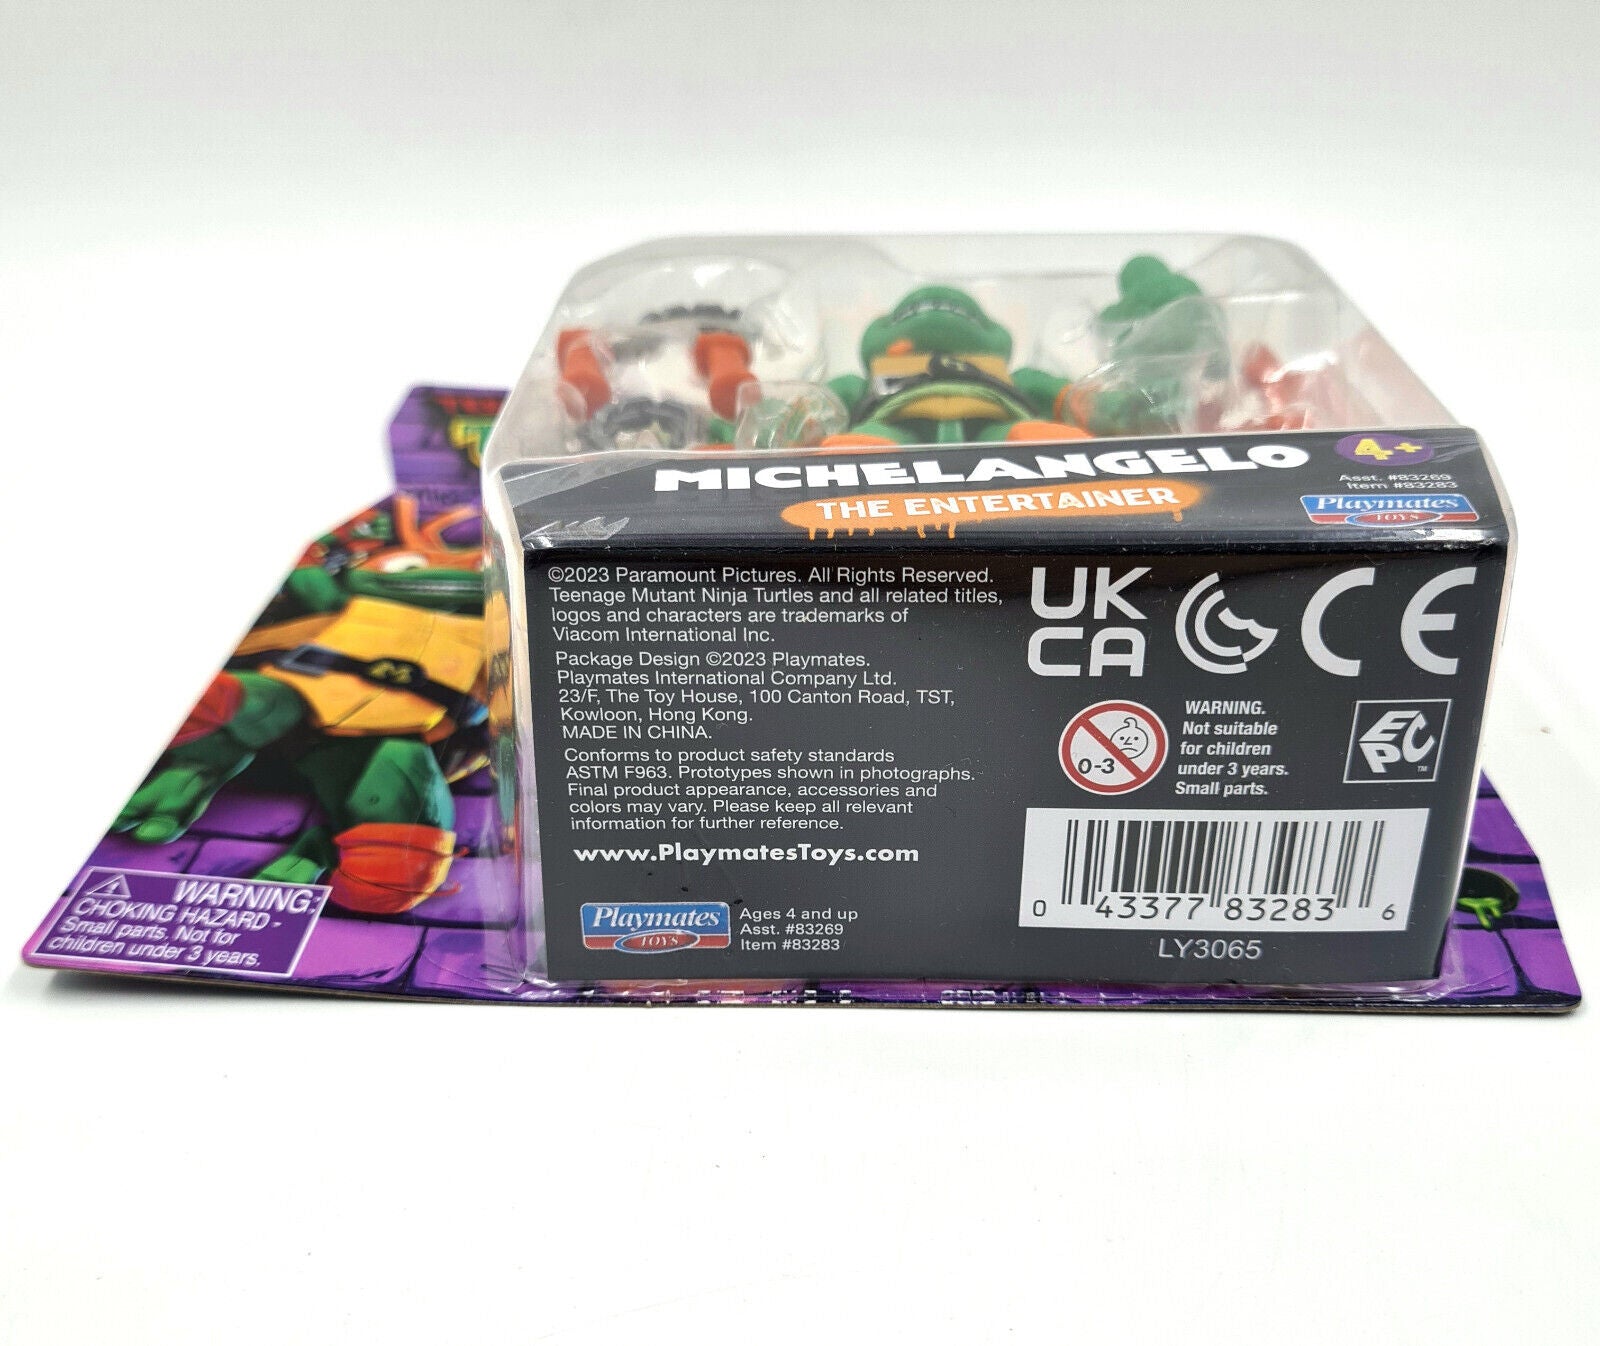 MICHELANGELO
THE ENTERTAINER
4+
Asst. #83269
Item #83283
Playmates
TOYS
©2023 Paramount Pictures. All Rights Reserved.
Teenage Mutant Ninja Turtles and all related titles,
logos and characters are trademarks of
Viacom International Inc.
Package Design ©2023 Playmates.
Playmates International Company Ltd.
23/F, The Toy House, 100 Canton Road, TST,
Kowloon, Hong Kong.
MADE IN CHINA.
Conforms to product safety standards
ASTM F963. Prototypes shown in photographs.
Final product appearance, accessories and
colors may vary. Please keep all relevant
information for further reference.
www.PlaymatesToys.com
Playmates
TOYS
Ages 4 and up
Asst. #83269
Item #83283
UK
CA
CE
0-3
WARNING.
Not suitable
for children
under 3 years.
Small parts.
EPC™
0 43377 83283 6
LY3065
WARNING:
CHOKING HAZARD -
Small parts. Not for
children under 3 years.
M